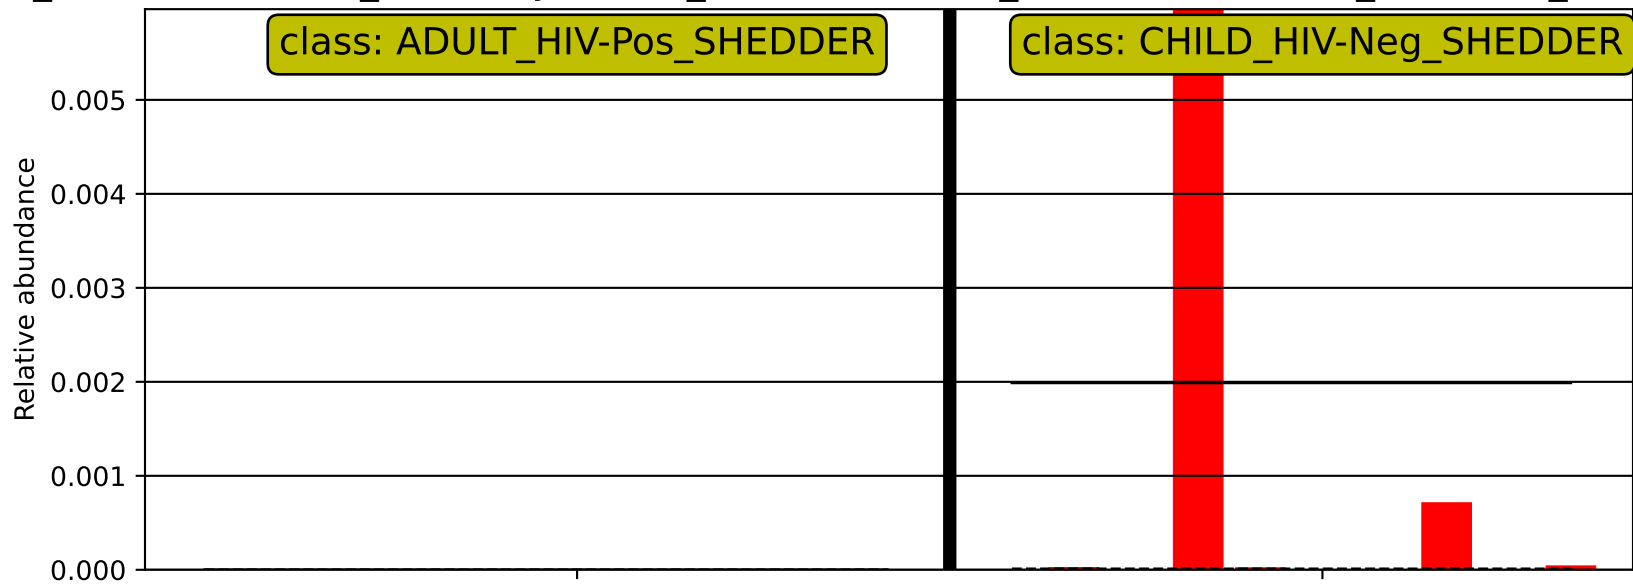 class: ADULT_HIV-Pos_SHEDDER
class: CHILD_HIV-Neg_SHEDDER
0.005
0.004
0.003
0.002
0.001
0.000
Relative abundance